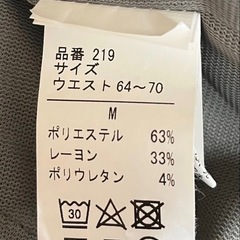 品番 219
サイズ
ウエスト 64〜70
M
ポリエステル 63%
レーヨン 33%
ポリウレタン 4%
30